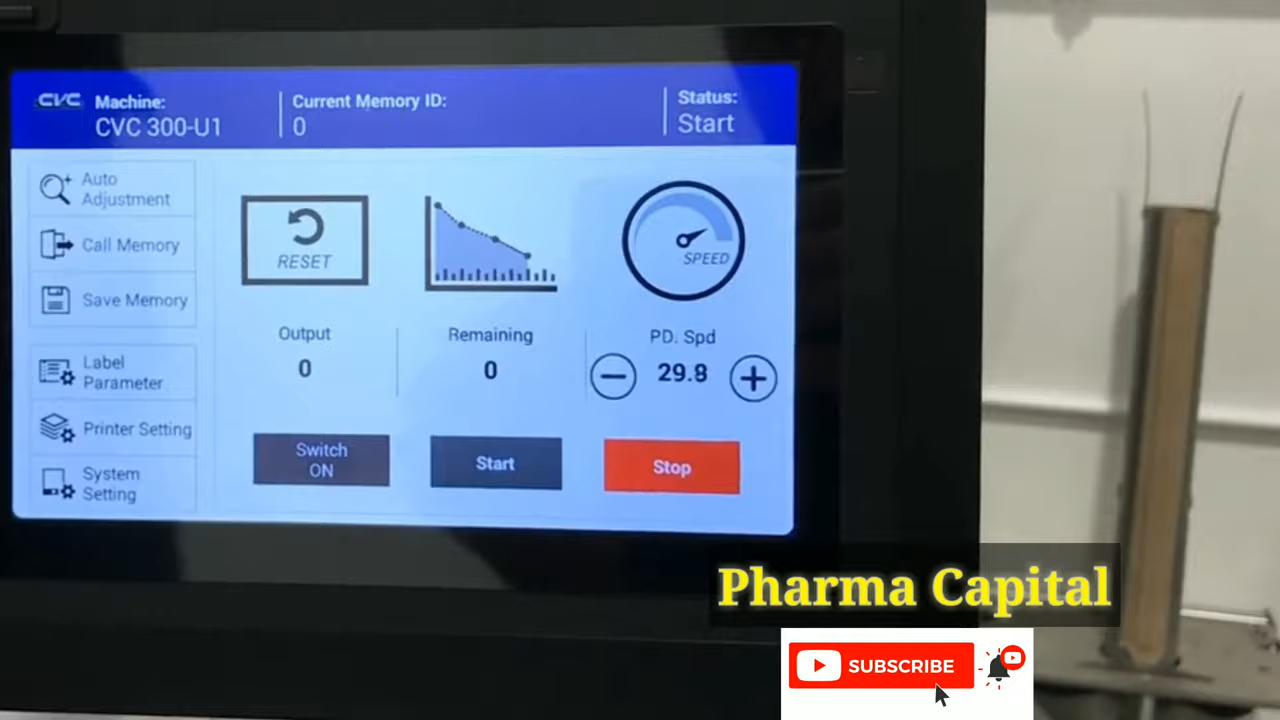 CVC
Machine:
CVC 300-U1
Current Memory ID:
0
Status:
Start
Auto
Adjustment
Call Memory
Save Memory
Label
Parameter
Printer Setting
System
Setting
RESET
SPEED
Output
0
Remaining
0
PD. Spd
29.8
Switch
ON
Start
Stop
Pharma Capital
SUBSCRIBE